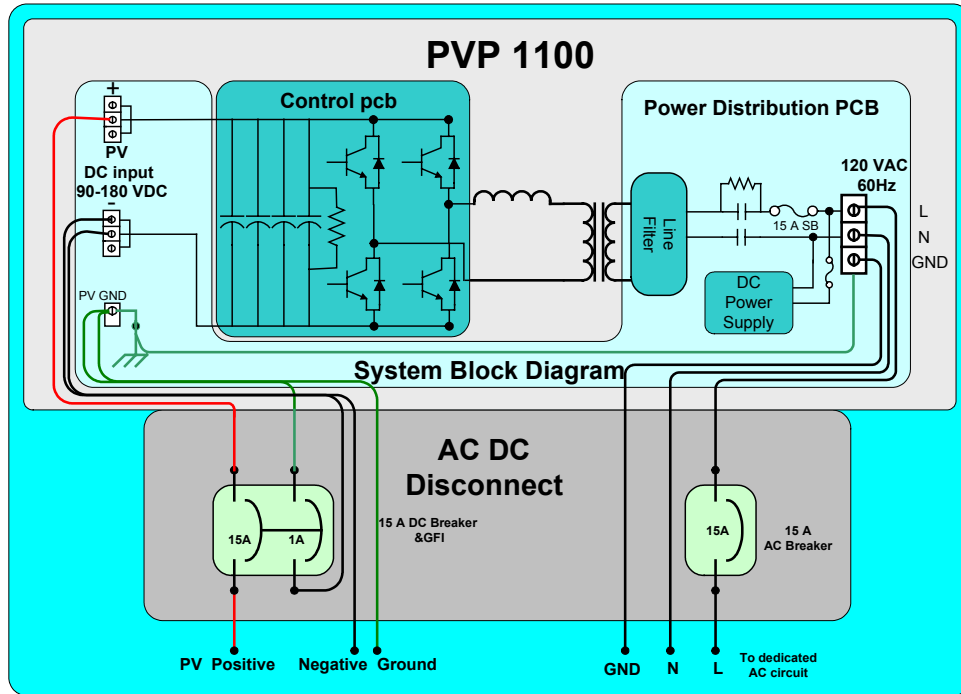 PVP 1100
+
Control pcb
Power Distribution PCB
PV
DC input
90-180 VDC
-
120 VAC
60Hz
L
N
GND
Line
Filter
15 A SB
DC
Power
Supply
PV GND
System Block Diagram
AC DC
Disconnect
15A
1A
15 A DC Breaker
&GFI
15A
15 A
AC Breaker
PV Positive
Negative
Ground
GND
N
L
To dedicated
AC circuit